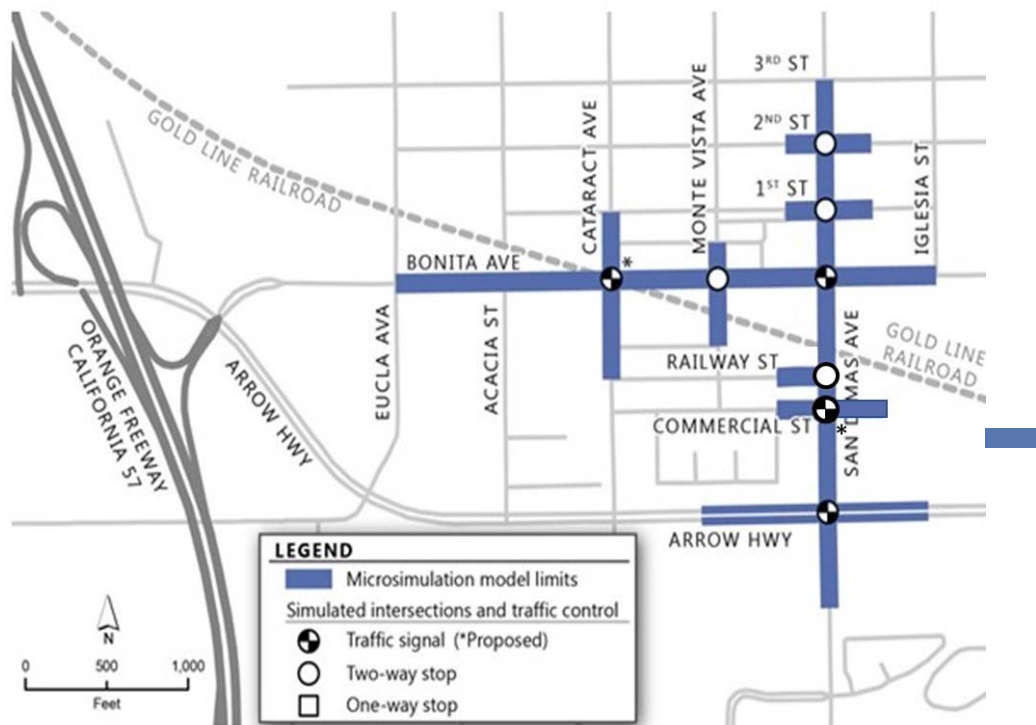 3RD ST
2ND ST
1ST ST
GOLD LINE
RAILROAD
CATARACT AVE
MONTE VISTA AVE
IGLESIA ST
BONITA AVE
*
EUCLA AVA
ACACIA ST
RAILWAY ST
COMMERCIAL ST
*
SAN DIMAS AVE
GOLD LINE
RAILROAD
ORANGE FREEWAY
CALIFORNIA 57
ARROW HWY
ARROW HWY
LEGEND
Microsimulation model limits
Simulated intersections and traffic control
Traffic signal (*Proposed)
Two-way stop
One-way stop
N
0 500 1,000
Feet